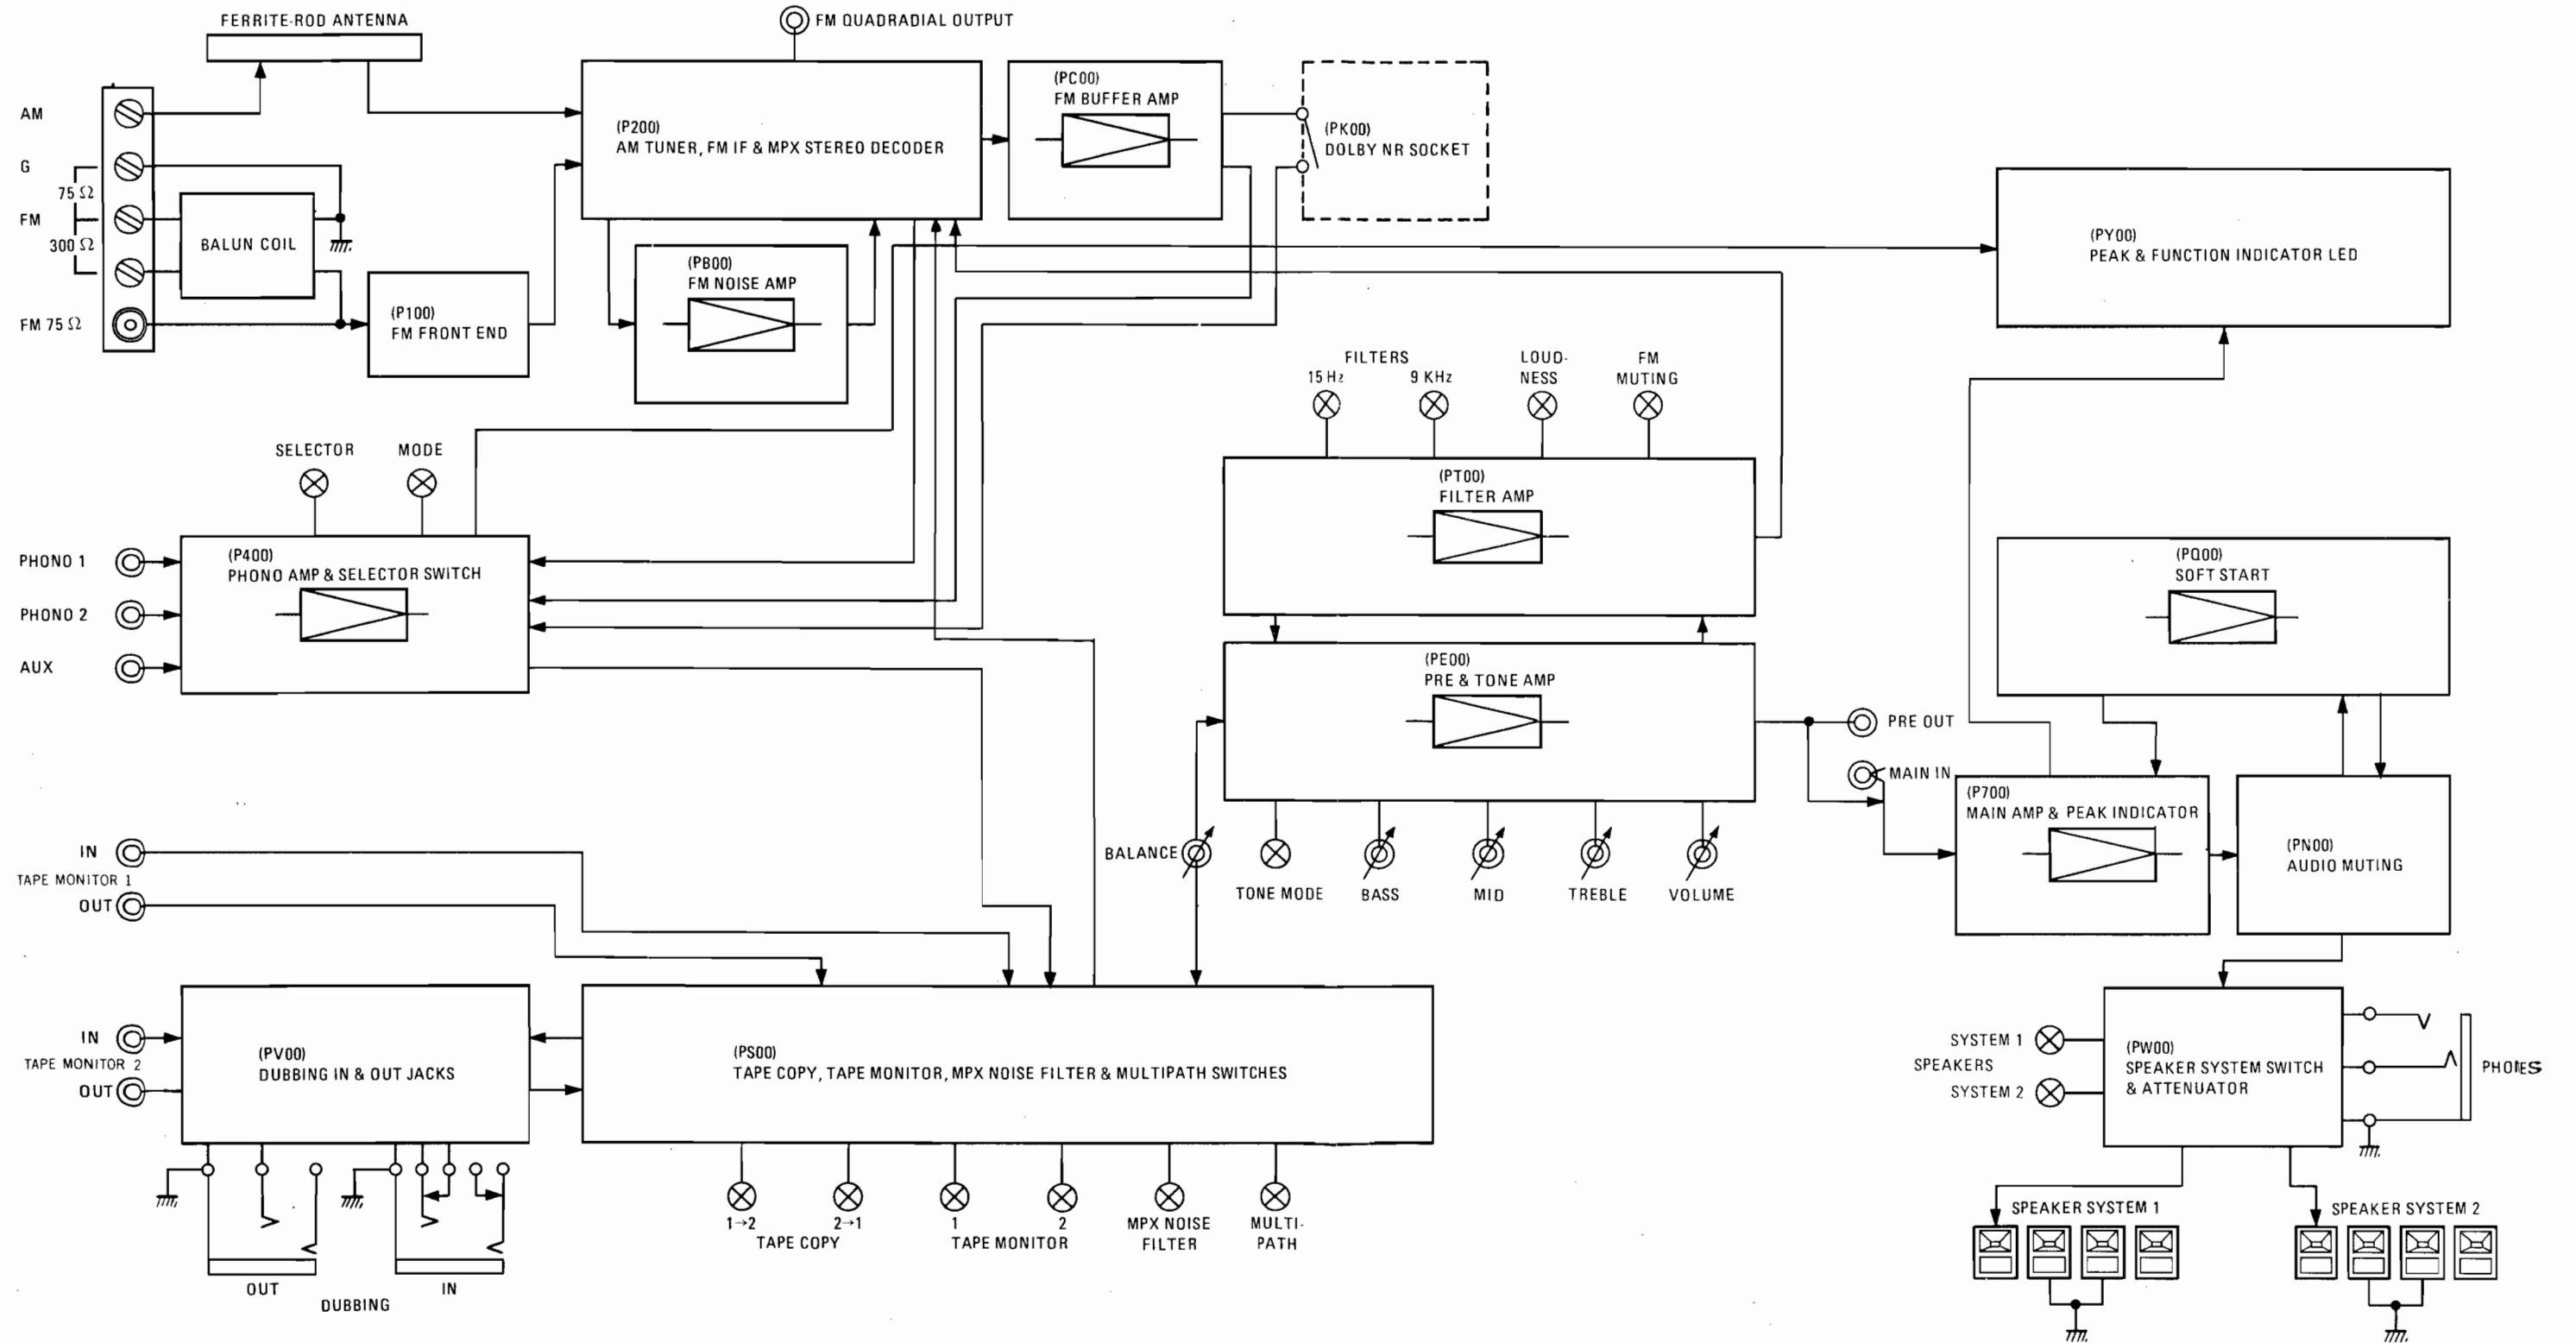 FERRITE-ROD ANTENNA
FM QUADRADIAL OUTPUT
AM
G
75 Ω
FM
300 Ω
FM 75 Ω
BALUN COIL
(P100)
FM FRONT END
(P200)
AM TUNER, FM IF & MPX STEREO DECODER
(PB00)
FM NOISE AMP
(PC00)
FM BUFFER AMP
(PK00)
DOLBY NR SOCKET
(PY00)
PEAK & FUNCTION INDICATOR LED
FILTERS
15 Hz
9 KHz
LOUD-
NESS
FM
MUTING
SELECTOR
MODE
PHONO 1
PHONO 2
AUX
(P400)
PHONO AMP & SELECTOR SWITCH
(PT00)
FILTER AMP
(PE00)
PRE & TONE AMP
(PQ00)
SOFT START
PRE OUT
MAIN IN
(P700)
MAIN AMP & PEAK INDICATOR
(PN00)
AUDIO MUTING
BALANCE
TONE MODE
BASS
MID
TREBLE
VOLUME
IN
TAPE MONITOR 1
OUT
IN
TAPE MONITOR 2
OUT
(PV00)
DUBBING IN & OUT JACKS
(PS00)
TAPE COPY, TAPE MONITOR, MPX NOISE FILTER & MULTIPATH SWITCHES
SYSTEM 1
SPEAKERS
SYSTEM 2
(PW00)
SPEAKER SYSTEM SWITCH
& ATTENUATOR
PHONES
1→2
2→1
TAPE COPY
1
2
TAPE MONITOR
MPX NOISE
FILTER
MULTI-
PATH
OUT
IN
DUBBING
SPEAKER SYSTEM 1
SPEAKER SYSTEM 2